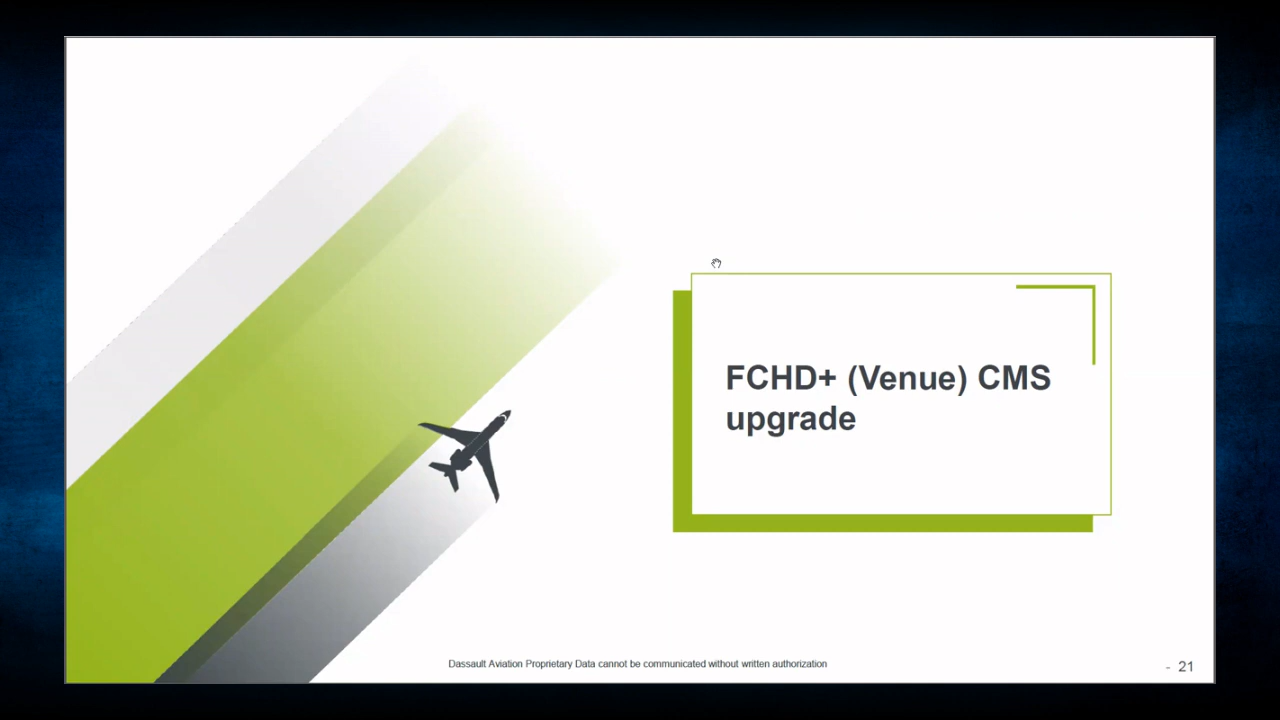 FCHD+ (Venue) CMS
upgrade
Dassault Aviation Proprietary Data cannot be communicated without written authorization
- 21